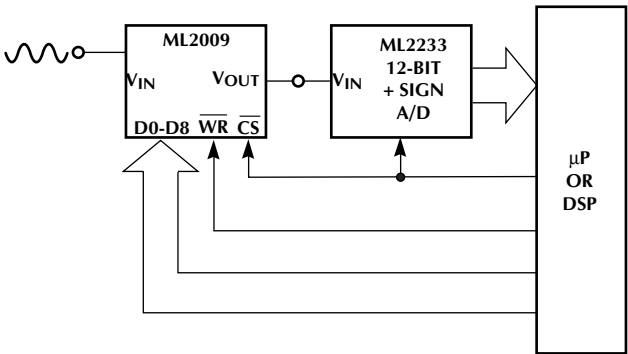 ML2009
VIN
VOUT
D0-D8 WR CS
ML2233
12-BIT
+ SIGN
A/D
VIN
µP
OR
DSP